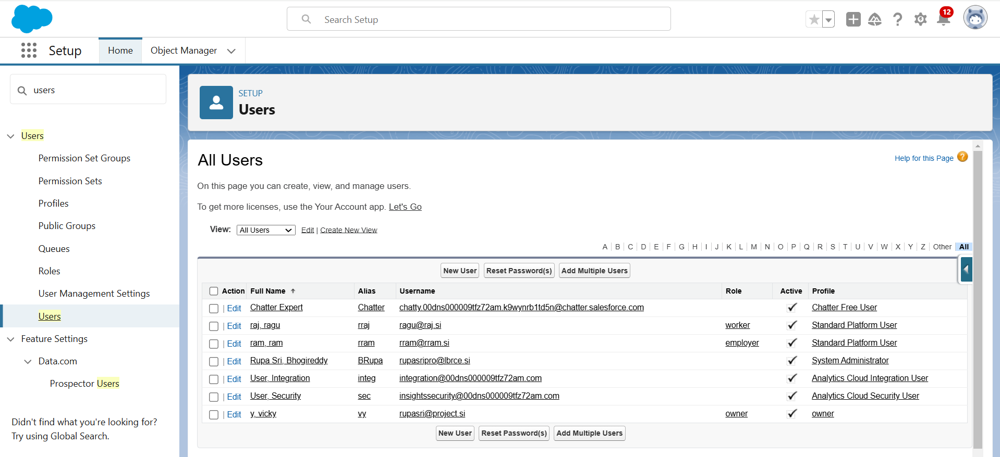 Search Setup
12
Setup Home Object Manager
users
Users
Permission Set Groups
Permission Sets
Profiles
Public Groups
Queues
Roles
User Management Settings
Users
Feature Settings
Data.com
Prospector Users
Didn't find what you're looking for?
Try using Global Search.
SETUP
Users
All Users
Help for this Page ?
On this page you can create, view, and manage users.
To get more licenses, use the Your Account app. Let's Go
View: All Users Edit | Create New View
A | B | C | D | E | F | G | H | I | J | K | L | M | N | O | P | Q | R | S | T | U | V | W | X | Y | Z | Other | All
New User Reset Password(s) Add Multiple Users
Action Full Name ↑ Alias Username Role Active Profile
| Edit Chatter Expert Chatter chatty.00dns000009tfz72am.k9wynrb1td5n@chatter.salesforce.com ✓ Chatter Free User
| Edit raj, ragu rraj ragu@raj.si worker ✓ Standard Platform User
| Edit ram, ram rram rram@rram.si employer ✓ Standard Platform User
| Edit Rupa Sri, Bhogireddy BRupa rupasripro@lbrce.si ✓ System Administrator
| Edit User, Integration integ integration@00dns000009tfz72am.com ✓ Analytics Cloud Integration User
| Edit User, Security sec insightssecurity@00dns000009tfz72am.com ✓ Analytics Cloud Security User
| Edit y, vicky vy rupasri@project.si owner ✓ owner
New User Reset Password(s) Add Multiple Users